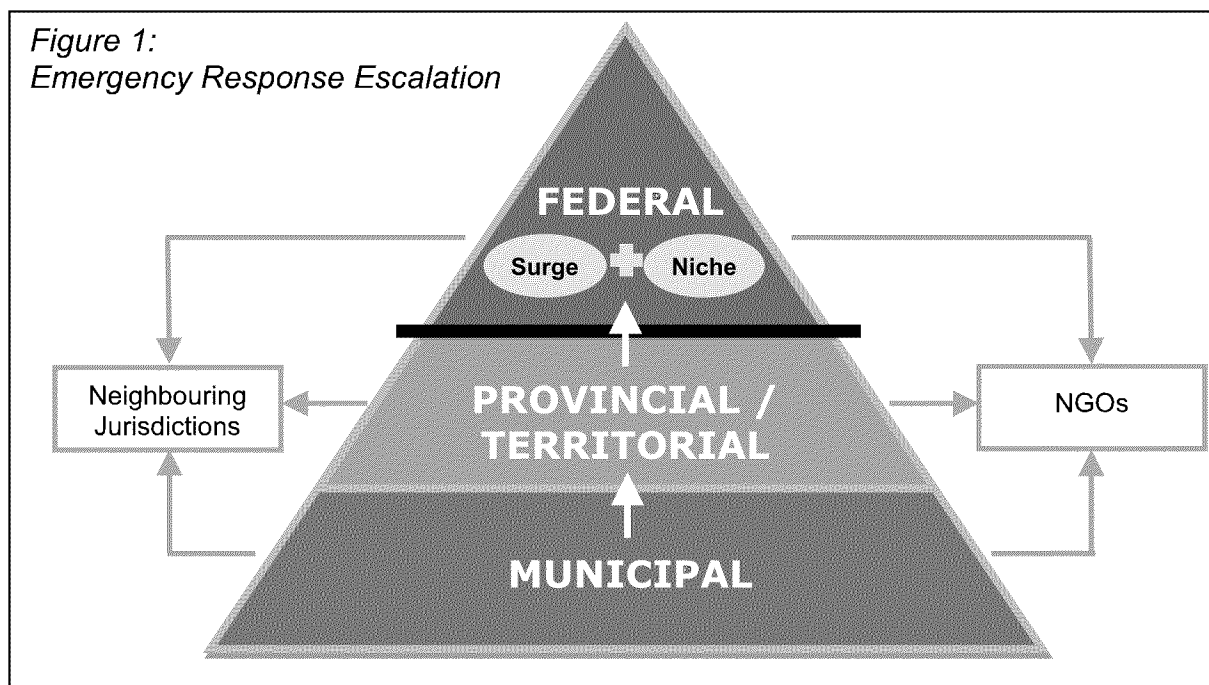 Figure 1:
Emergency Response Escalation
FEDERAL
Surge
Niche
Neighbouring
Jurisdictions
PROVINCIAL /
TERRITORIAL
NGOs
MUNICIPAL